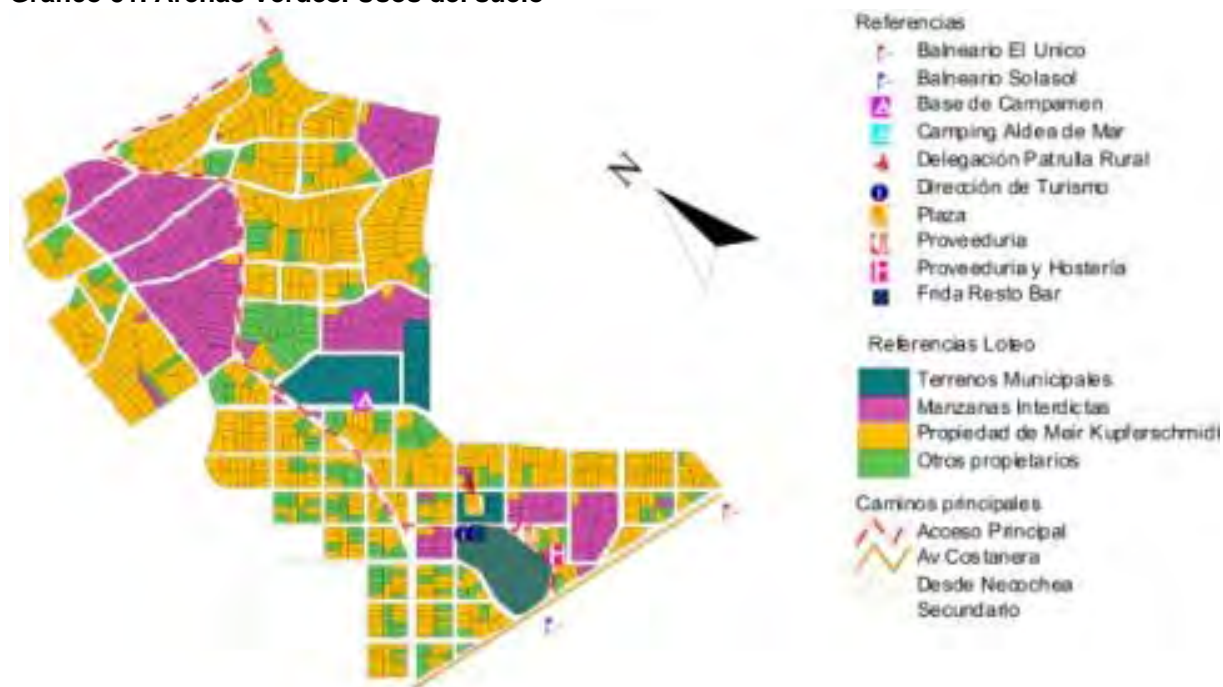 Arenas Verdes. Usos del suelo
N
Referencias
Balneario El Unico
Balneario Solasol
Base de Campamen
Camping Aldea de Mar
Delegación Patrulla Rural
Dirección de Turismo
Plaza
Proveeduria
H Proveeduria y Hostería
Frida Resto Bar
Referencias Loteo
Terrenos Municipales
Manzanas Interdictas
Propiedad de Meir Kupferschmidt
Otros propietarios
Caminos principales
Acceso Principal
Av Costanera
Desde Necochea
Secundario
H